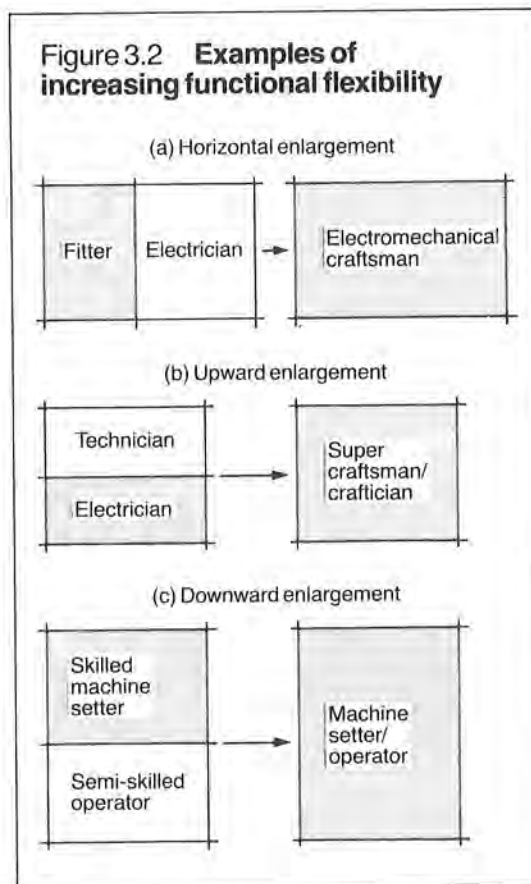 Figure 3.2 Examples of
increasing functional flexibility
(a) Horizontal enlargement
Fitter
Electrician
Electromechanical
craftsman
(b) Upward enlargement
Technician
Electrician
Super
craftsman/
craftician
(c) Downward enlargement
Skilled
machine
setter
Semi-skilled
operator
Machine
setter/
operator